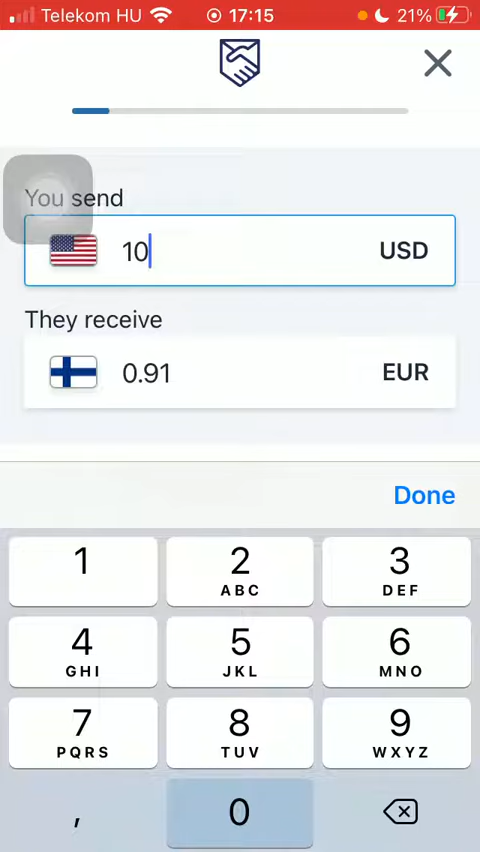 Telekom HU 17:15 21%
You send
10 USD
They receive
0.91 EUR
Done
1 2 3
ABC DEF
4 5 6
GHI JKL MNO
7 8 9
PQRS TUV WXYZ
, 0